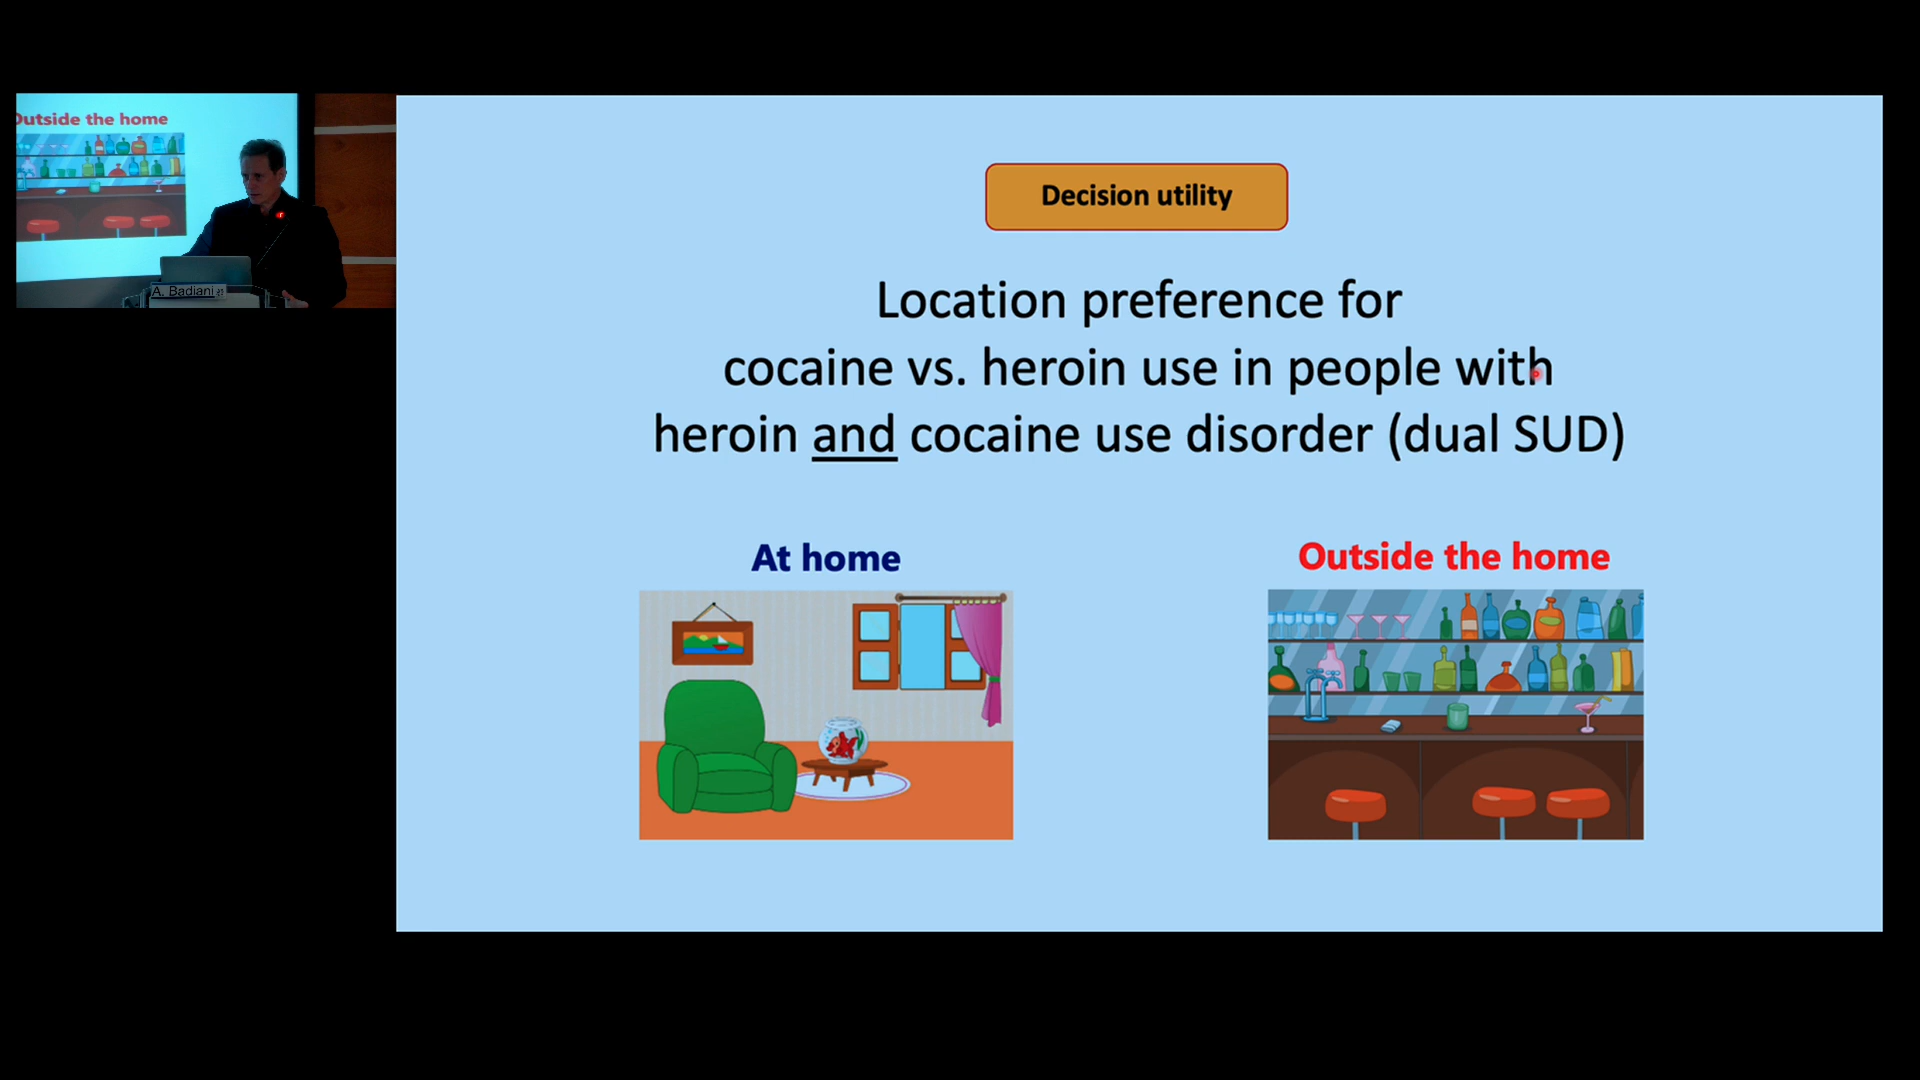 Outside the home
A. Badiani
Decision utility
Location preference for
cocaine vs. heroin use in people with
heroin and cocaine use disorder (dual SUD)
At home
Outside the home